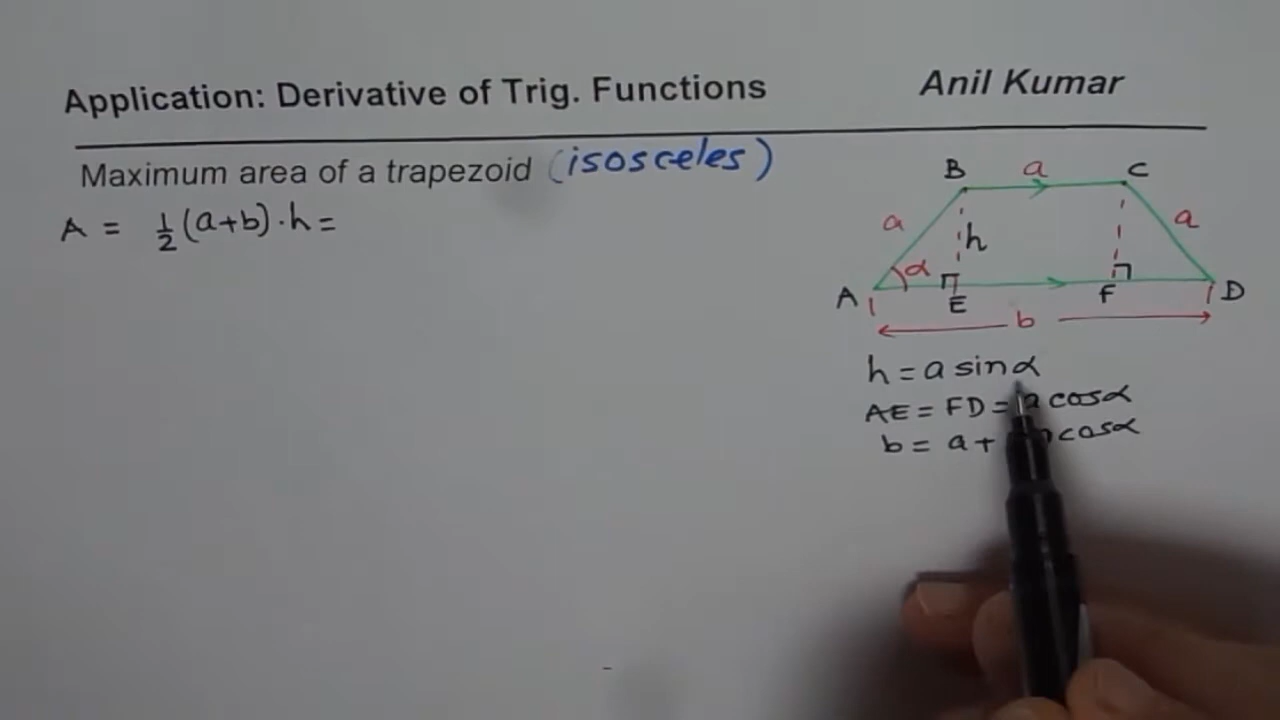 Application: Derivative of Trig. Functions
Anil Kumar
Maximum area of a trapezoid (isosceles)
A = 1/2 (a+b)·h =
B a C
a h a
α
A E F D
b
h = a sinα
AE = FD = a cosα
b = a + cosα